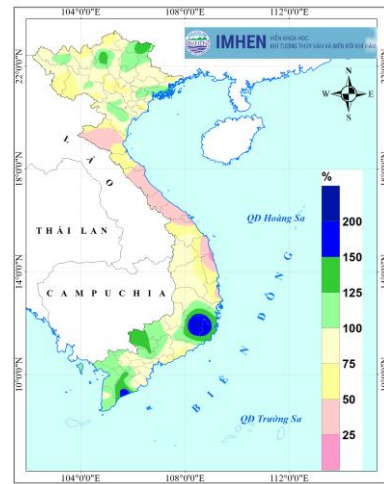 104°0'0"E
108°0'0"E
112°0'0"E
IMHEN
VIỆN KHOA HỌC
KHÍ TƯỢNG THỦY VĂN VÀ BIẾN ĐỔI KHÍ HẬU
22°0'0"N
N
W
E
S
LÀO
18°0'0"N
QĐ Hoàng Sa
%
THÁI LAN
200
150
14°0'0"N
125
CAMPUCHIA
100
75
BIỂN ĐÔNG
10°0'0"N
50
QĐ Trường Sa
25
104°0'0"E
108°0'0"E
112°0'0"E